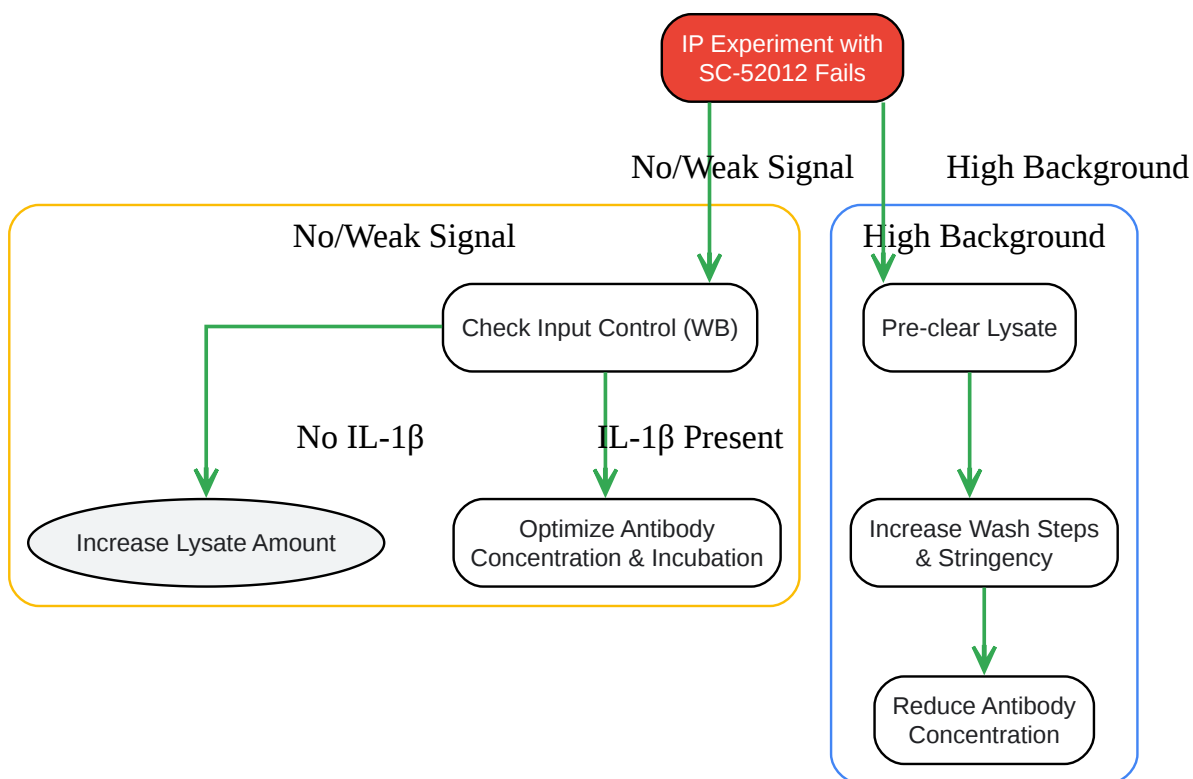 IP Experiment with
SC-52012 Fails
No/Weak Signal
High Background
No/Weak Signal
High Background
Check Input Control (WB)
Pre-clear Lysate
No IL-1β
IL-1β Present
Increase Lysate Amount
Optimize Antibody
Concentration & Incubation
Increase Wash Steps
& Stringency
Reduce Antibody
Concentration